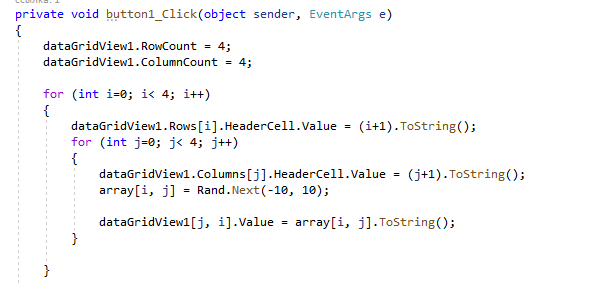 private void button1_Click(object sender, EventArgs e)
{
    dataGridView1.RowCount = 4;
    dataGridView1.ColumnCount = 4;

    for (int i=0; i< 4; i++)
    {
        dataGridView1.Rows[i].HeaderCell.Value = (i+1).ToString();
        for (int j=0; j< 4; j++)
        {
            dataGridView1.Columns[j].HeaderCell.Value = (j+1).ToString();
            array[i, j] = Rand.Next(-10, 10);

            dataGridView1[j, i].Value = array[i, j].ToString();
        }

    }